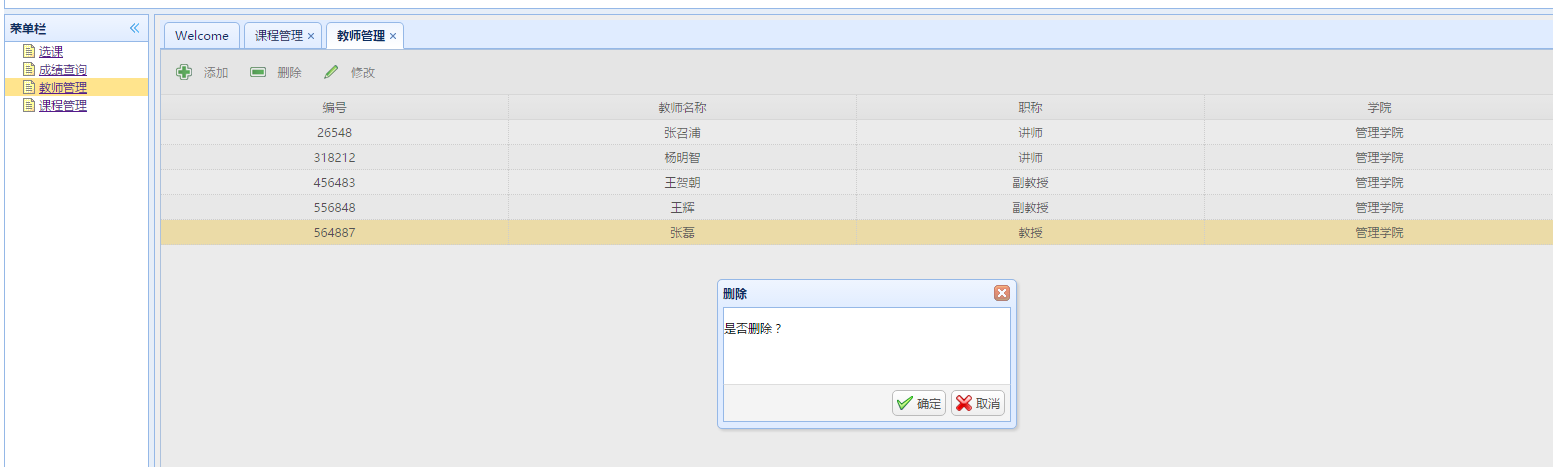 荣单栏
选课
成绩查询
教师管理
课程管理
Welcome 课程管理 教师管理
添加 删除 修改
编号 教师名称 职称 学院
26548 张召浦 讲师 管理学院
318212 杨明智 讲师 管理学院
456483 王贺朝 副教授 管理学院
556848 王辉 副教授 管理学院
564887 张磊 教授 管理学院
删除
是否删除？
确定 取消